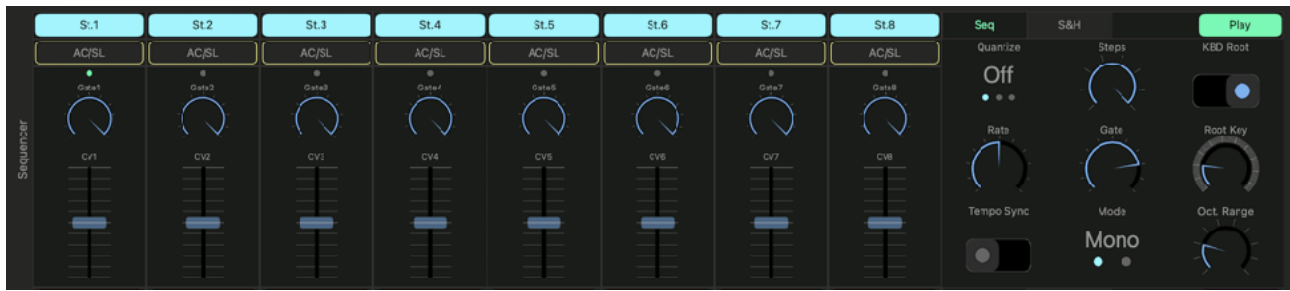 St.1 St.2 St.3 St.4 St.5 St.6 St.7 St.8 Seq S&H Play
AC/SL AC/SL AC/SL AC/SL AC/SL AC/SL AC/SL AC/SL
Quantize Steps KBD Root
Off
Gate1 Gate2 Gate3 Gate4 Gate5 Gate6 Gate7 Gate8
Rate Gate Root Key
Sequencer
CV1 CV2 CV3 CV4 CV5 CV6 CV7 CV8
Tempo Sync Mode Oct. Range
Mono